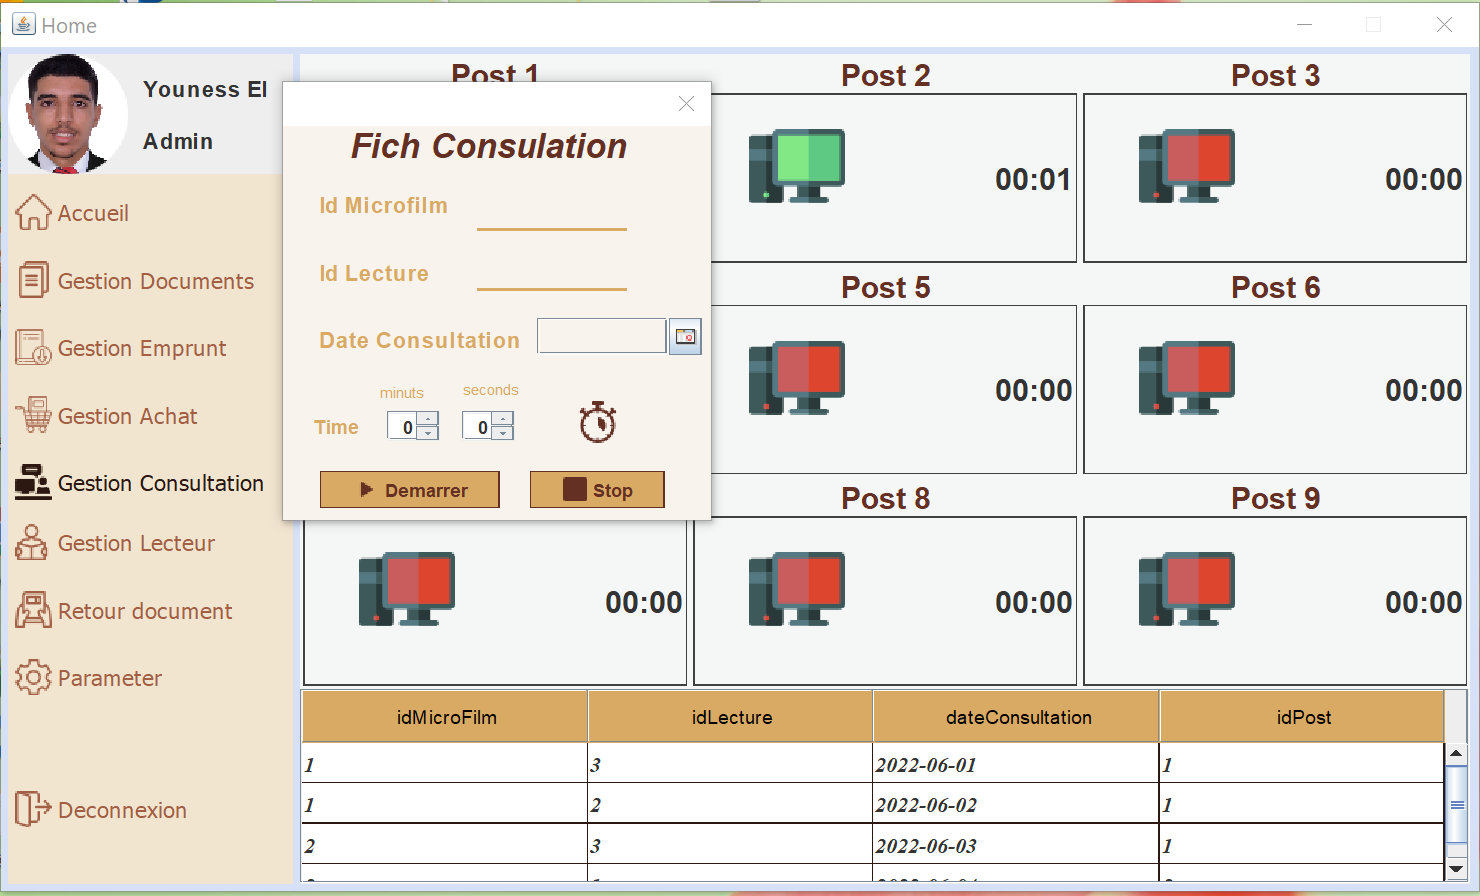 Home
Youness El
Admin
Accueil
Gestion Documents
Gestion Emprunt
Gestion Achat
Gestion Consultation
Gestion Lecteur
Retour document
Parameter
Deconnexion
Post 1
Post 2
Post 3
00:01
00:00
Fich Consulation
Id Microfilm
Id Lecture
Date Consultation
minuts
seconds
Time
0
0
Demarrer
Stop
Post 5
Post 6
00:00
00:00
Post 8
Post 9
00:00
00:00
00:00
idMicroFilm idLecture dateConsultation idPost
1 3 2022-06-01 1
1 2 2022-06-02 1
2 3 2022-06-03 1